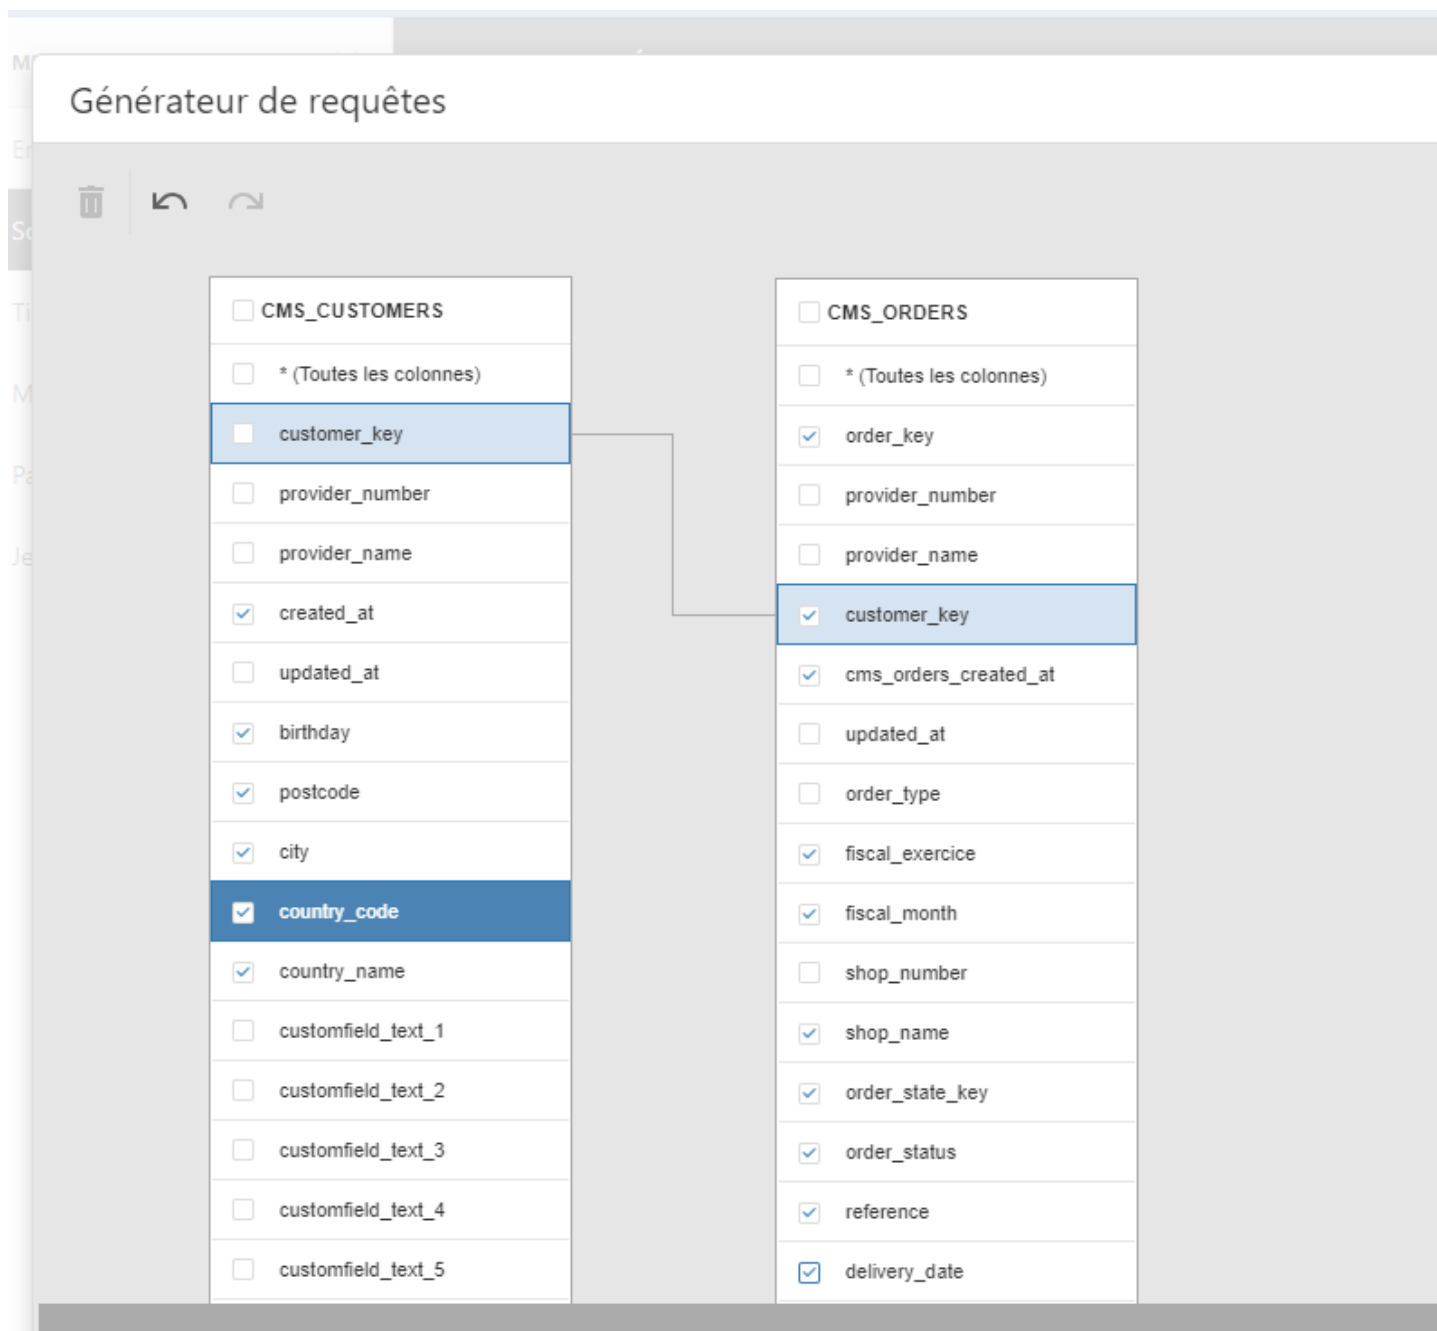 Générateur de requêtes
CMS_CUSTOMERS
* (Toutes les colonnes)
customer_key
provider_number
provider_name
created_at
updated_at
birthday
postcode
city
country_code
country_name
customfield_text_1
customfield_text_2
customfield_text_3
customfield_text_4
customfield_text_5
CMS_ORDERS
* (Toutes les colonnes)
order_key
provider_number
provider_name
customer_key
cms_orders_created_at
updated_at
order_type
fiscal_exercice
fiscal_month
shop_number
shop_name
order_state_key
order_status
reference
delivery_date